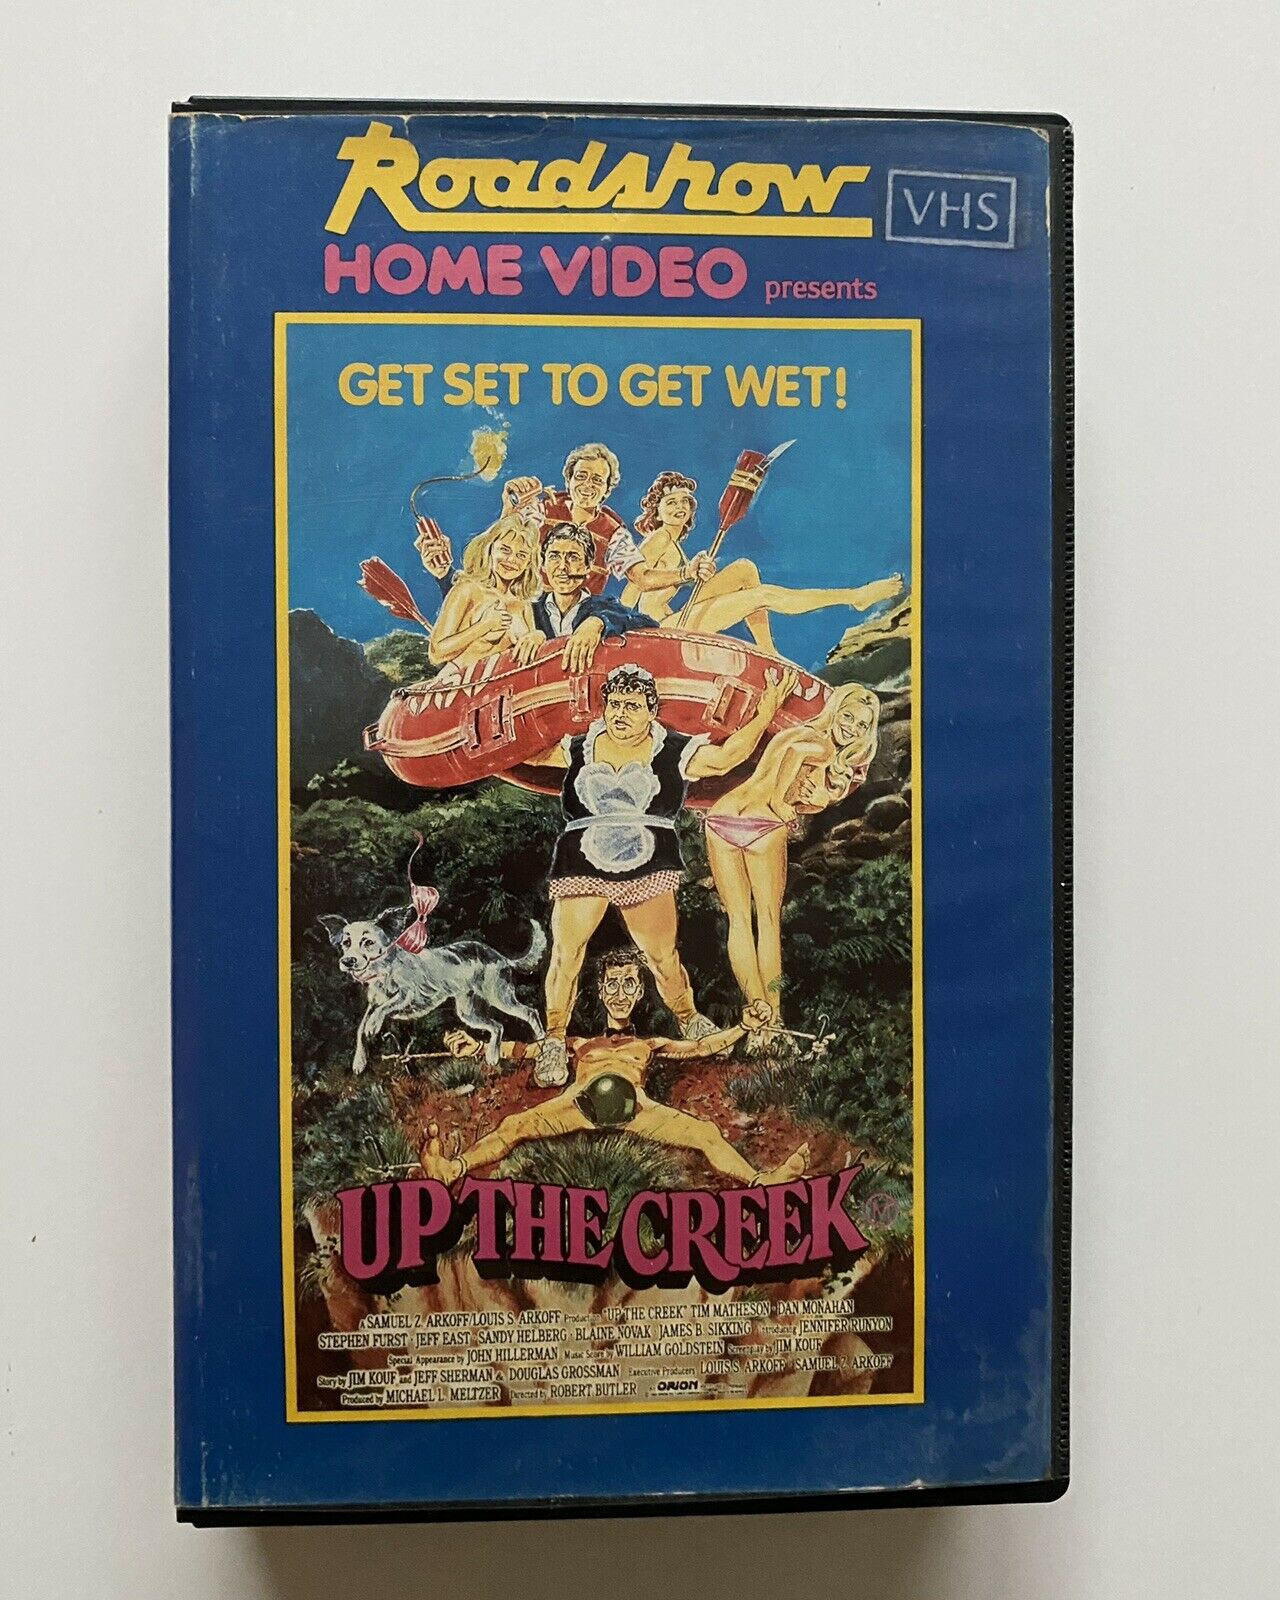 Roadshow
VHS
HOME VIDEO presents
GET SET TO GET WET!
UP THE CREEK
M
A SAMUEL Z. ARKOFF/LOUIS S. ARKOFF Production "UP THE CREEK" TIM MATHESON · DAN MONAHAN
STEPHEN FURST · JEFF EAST · SANDY HELBERG · BLAINE NOVAK · JAMES B. SIKKING · Introducing JENNIFER RUNYON
Special Appearance by JOHN HILLERMAN Music Score by WILLIAM GOLDSTEIN Screenplay by JIM KOUF
Story by JIM KOUF and JEFF SHERMAN & DOUGLAS GROSSMAN Executive Producers LOUIS S. ARKOFF SAMUEL Z. ARKOFF
Produced by MICHAEL L. MELTZER Directed by ROBERT BUTLER ORION